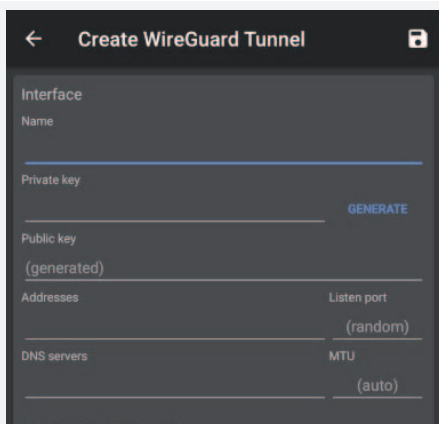 Create WireGuard Tunnel
Interface
Name
Private key
GENERATE
Public key
(generated)
Addresses Listen port
(random)
DNS servers MTU
(auto)